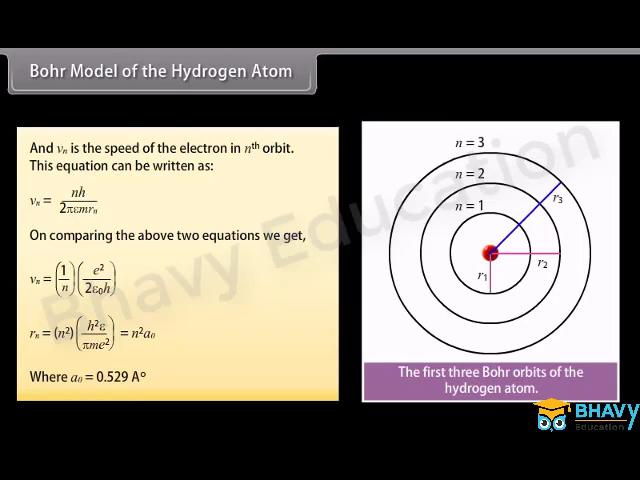 Bohr Model of the Hydrogen Atom
And vₙ is the speed of the electron in nᵗʰ orbit.
This equation can be written as:
vₙ = nh / 2πεmrₙ
On comparing the above two equations we get,
vₙ = (1/n) (e²/2ε₀h)
rₙ = (n²) (h²ε/πme²) = n²a₀
Where a₀ = 0.529 Aº
n = 3
n = 2
n = 1
r₃
r₂
r₁
The first three Bohr orbits of the
hydrogen atom.
Bhavy Education
BHAVY
Education